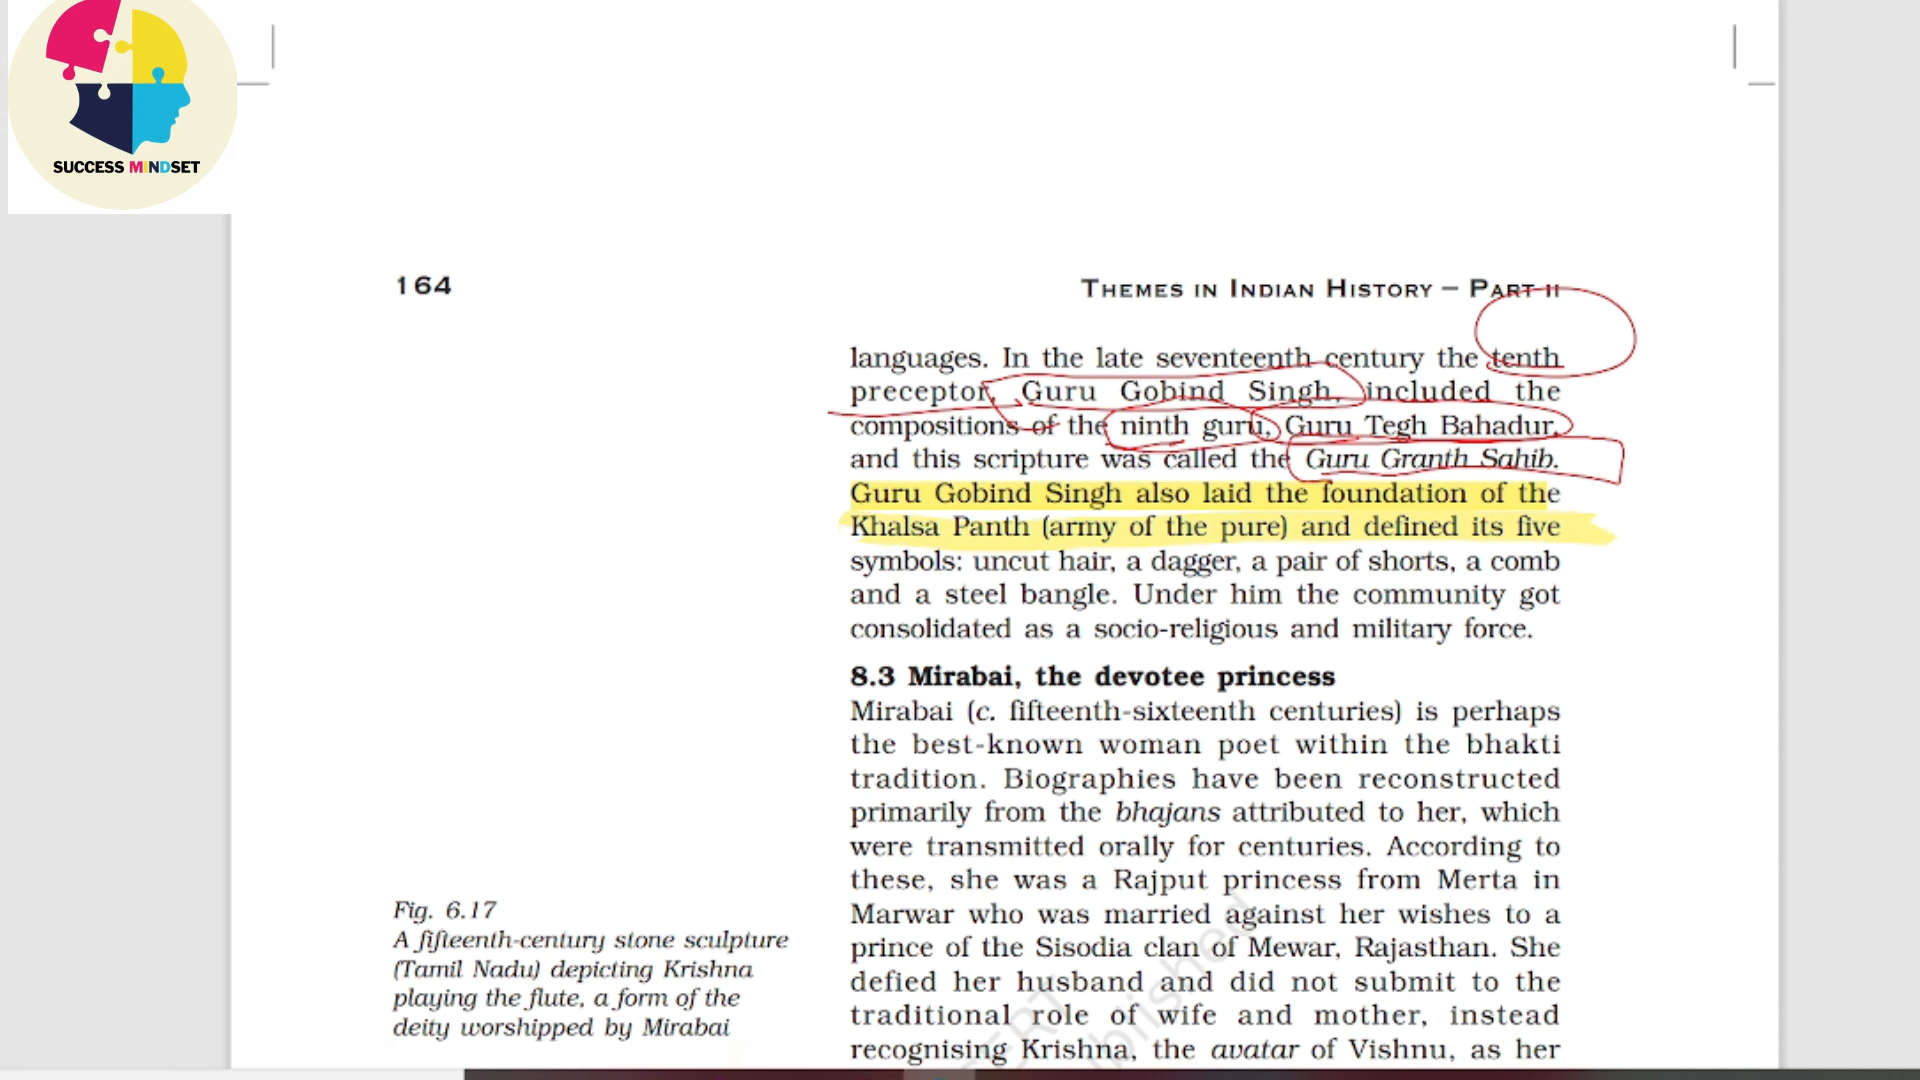 SUCCESS MINDSET
164
THEMES IN INDIAN HISTORY – PART II
languages. In the late seventeenth century the tenth
preceptor, Guru Gobind Singh, included the
compositions of the ninth guru, Guru Tegh Bahadur,
and this scripture was called the Guru Granth Sahib.
Guru Gobind Singh also laid the foundation of the
Khalsa Panth (army of the pure) and defined its five
symbols: uncut hair, a dagger, a pair of shorts, a comb
and a steel bangle. Under him the community got
consolidated as a socio-religious and military force.
8.3 Mirabai, the devotee princess
Mirabai (c. fifteenth-sixteenth centuries) is perhaps
the best-known woman poet within the bhakti
tradition. Biographies have been reconstructed
primarily from the bhajans attributed to her, which
were transmitted orally for centuries. According to
these, she was a Rajput princess from Merta in
Marwar who was married against her wishes to a
prince of the Sisodia clan of Mewar, Rajasthan. She
defied her husband and did not submit to the
traditional role of wife and mother, instead
recognising Krishna, the avatar of Vishnu, as her
Fig. 6.17
A fifteenth-century stone sculpture
(Tamil Nadu) depicting Krishna
playing the flute, a form of the
deity worshipped by Mirabai